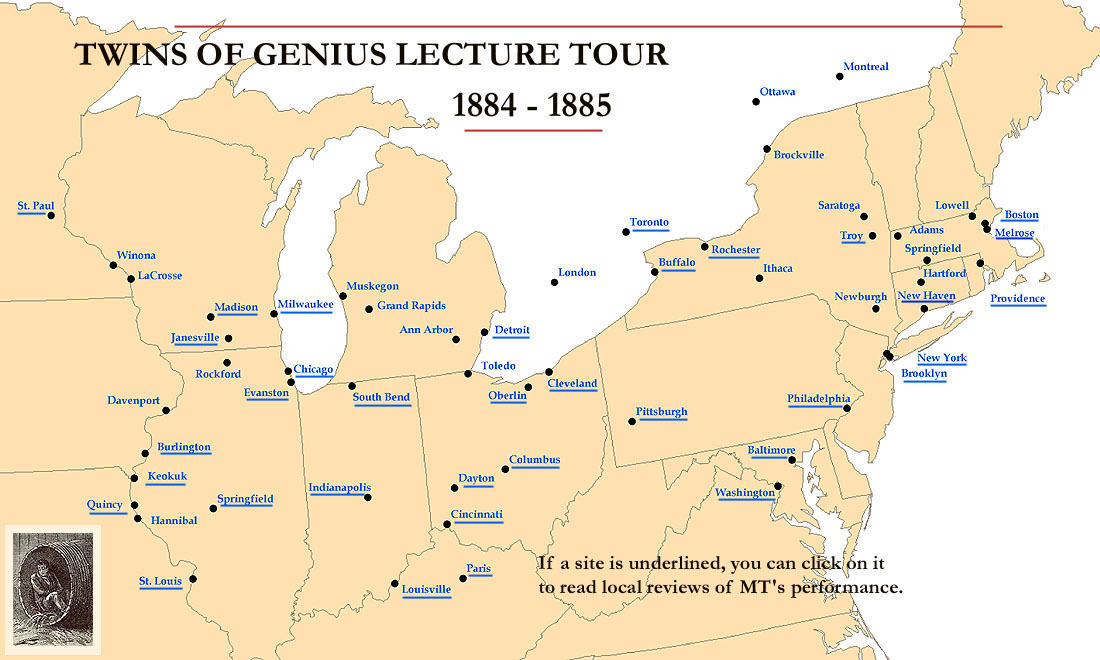 TWINS OF GENIUS LECTURE TOUR
1884 - 1885
Montreal
Ottawa
Brockville
St. Paul
Saratoga
Lowell
Boston
Toronto
Troy
Adams
Melrose
Rochester
Springfield
Winona
Buffalo
Ithaca
LaCrosse
London
Hartford
Muskegon
Newburgh
New Haven
Providence
Madison
Milwaukee
Grand Rapids
Janesville
Ann Arbor
Detroit
New York
Rockford
Chicago
Toledo
Brooklyn
Evanston
South Bend
Oberlin
Cleveland
Davenport
Philadelphia
Pittsburgh
Burlington
Baltimore
Columbus
Keokuk
Dayton
Indianapolis
Washington
Quincy
Springfield
Hannibal
Cincinnati
If a site is underlined, you can click on it
to read local reviews of MT's performance.
St. Louis
Paris
Louisville